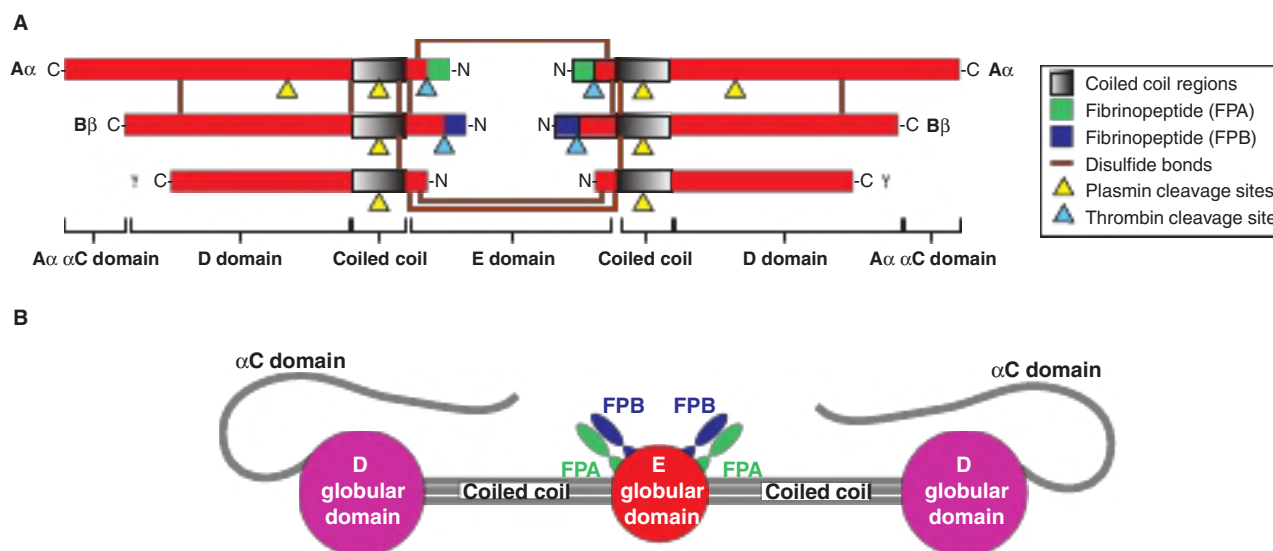 A
Aα C- -N N- -C Aα
Bβ C- -N N- -C Bβ
γ C- -N N- -C γ
Aα αC domain D domain Coiled coil E domain Coiled coil D domain Aα αC domain
Coiled coil regions
Fibrinopeptide (FPA)
Fibrinopeptide (FPB)
Disulfide bonds
Plasmin cleavage sites
Thrombin cleavage site
B
αC domain αC domain
FPB FPB
FPA FPA
D
globular
domain
Coiled coil
E
globular
domain
Coiled coil
D
globular
domain